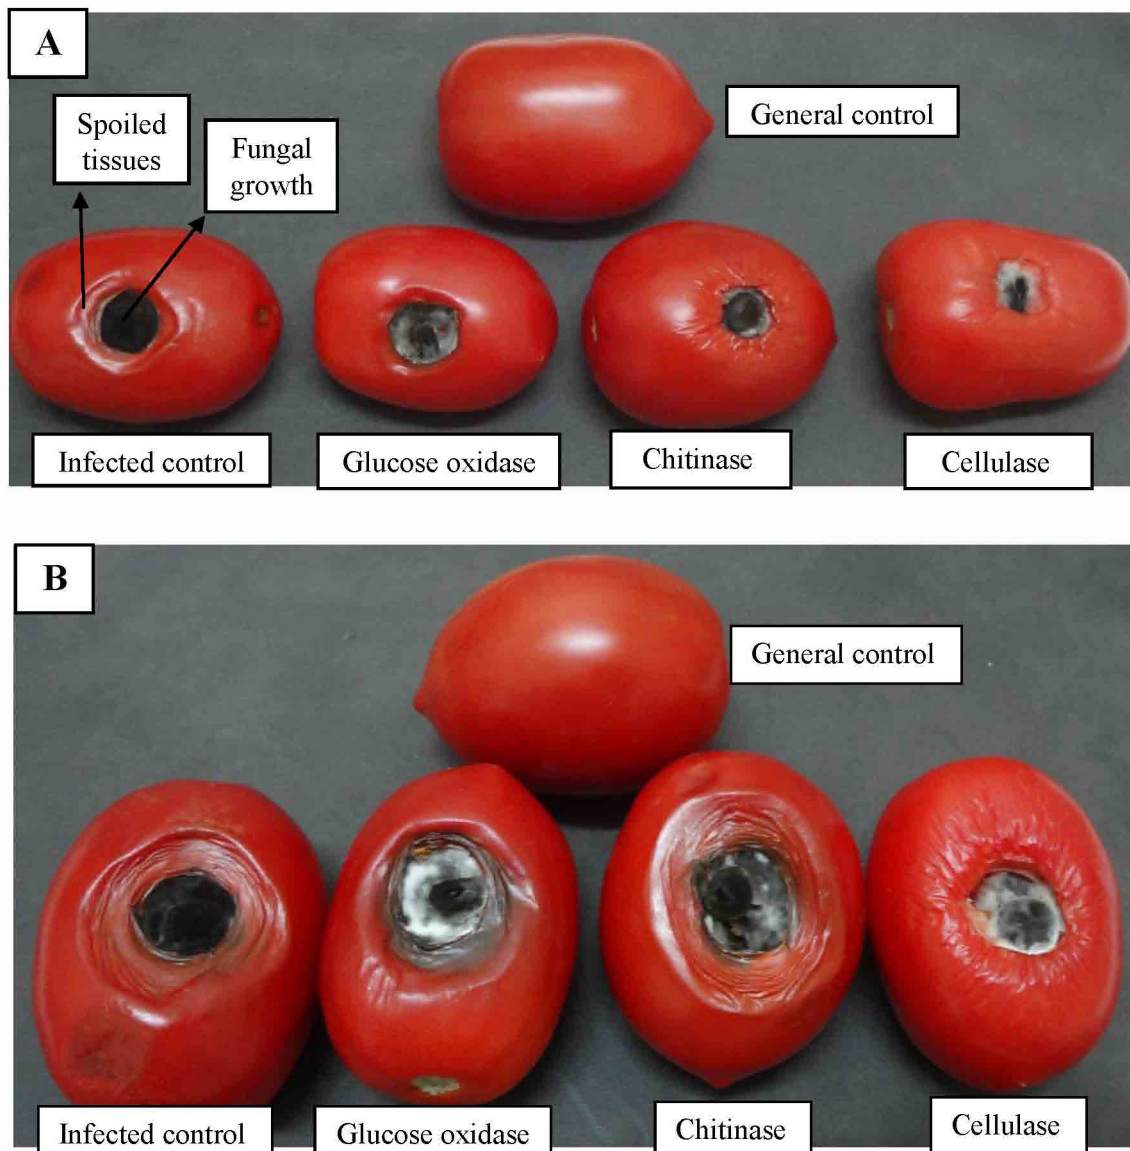 A
General control
Spoiled
tissues
Fungal
growth
Infected control
Glucose oxidase
Chitinase
Cellulase
B
General control
Infected control
Glucose oxidase
Chitinase
Cellulase